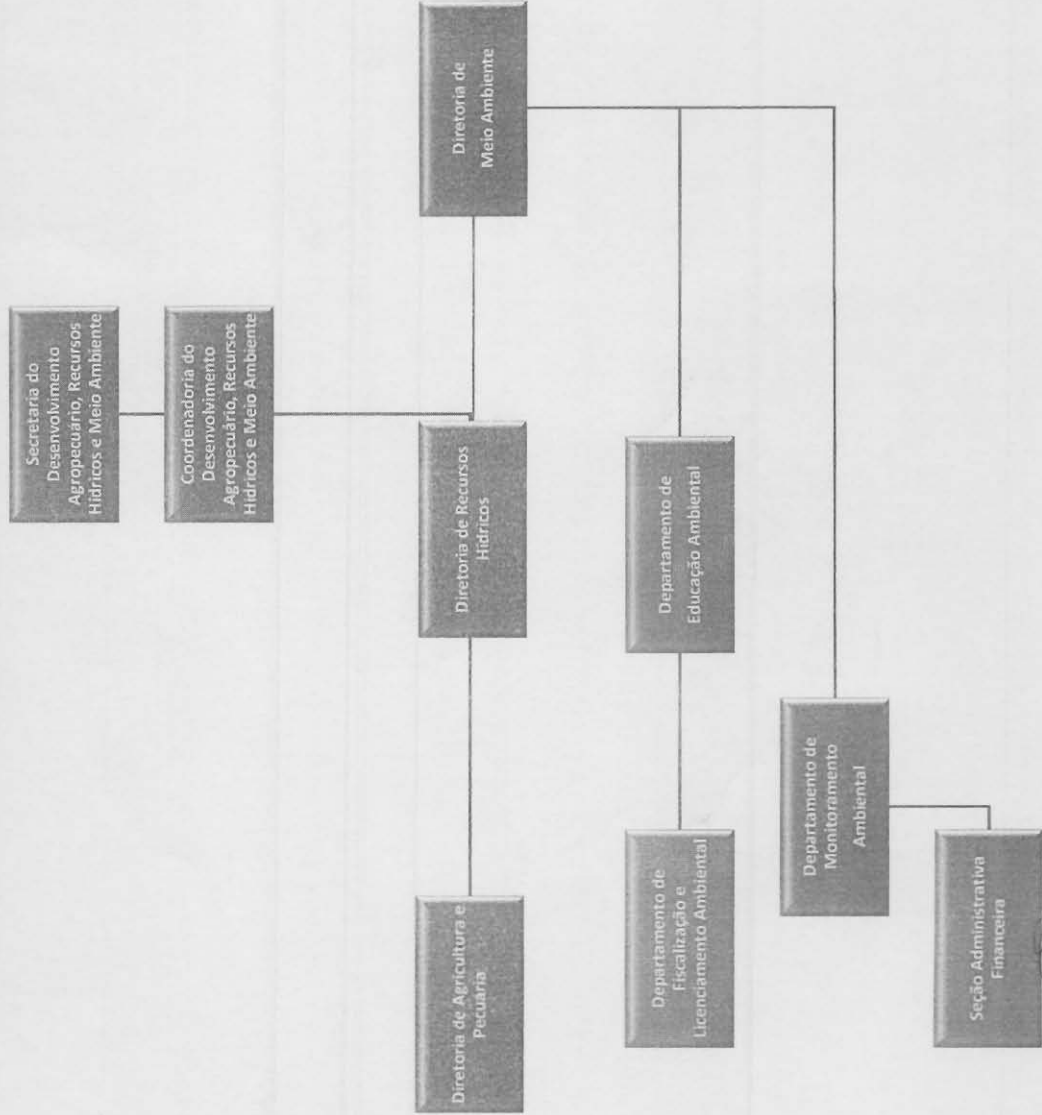 Secretaria do
Desenvolvimento
Agropecuário, Recursos
Hídricos e Meio Ambiente
Coordenadoria do
Desenvolvimento
Agropecuário, Recursos
Hídricos e Meio Ambiente
Diretoria de Agricultura e
Pecuária
Diretoria de Recursos
Hídricos
Diretoria de
Meio Ambiente
Departamento de
Fiscalização e
Licenciamento Ambiental
Departamento de
Educação Ambiental
Departamento de
Monitoramento
Ambiental
Seção Administrativa
Financeira